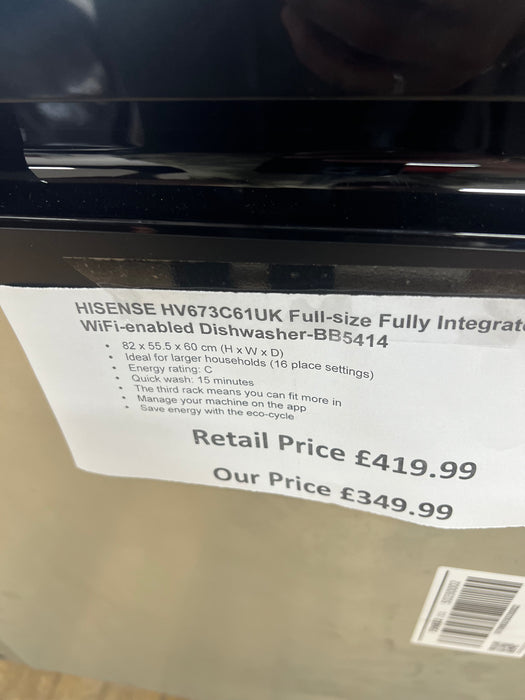 HISENSE HV673C61UK Full-size Fully Integrat
WiFi-enabled Dishwasher-BB5414
• 82 x 55.5 x 60 cm (H x W x D)
• Ideal for larger households (16 place settings)
• Energy rating: C
• Quick wash: 15 minutes
• The third rack means you can fit more in
• Manage your machine on the app
• Save energy with the eco-cycle
Retail Price £419.99
Our Price £349.99